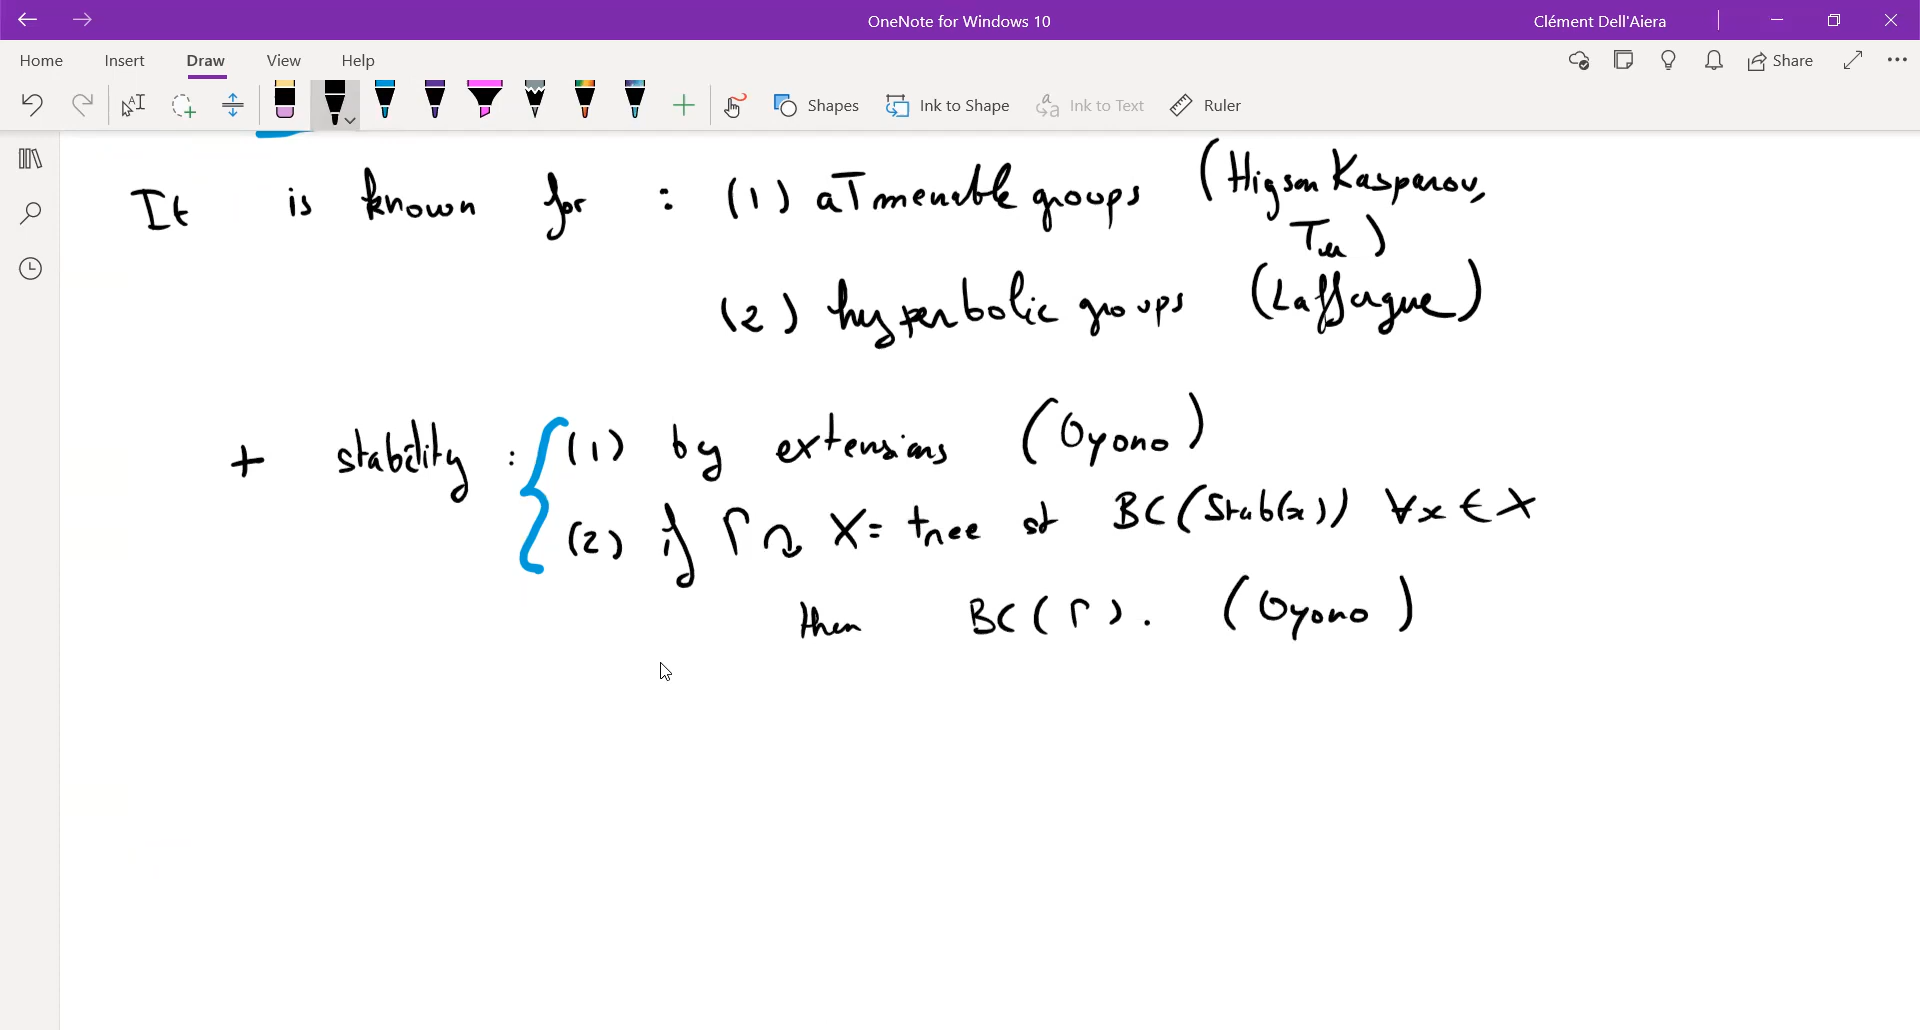 OneNote for Windows 10
Clément Dell'Aiera
Home Insert Draw View Help Share
Shapes Ink to Shape Ink to Text Ruler
It is known for : (1) aTmenable groups (Higson Kasparov,
Tu)
(2) hyperbolic groups (Lafforgue)
+ stability : (1) by extensions (Oyono)
(2) if Γ ↷ X = tree st BC(Stab(x)) ∀x ∈ X
then BC(Γ). (Oyono)